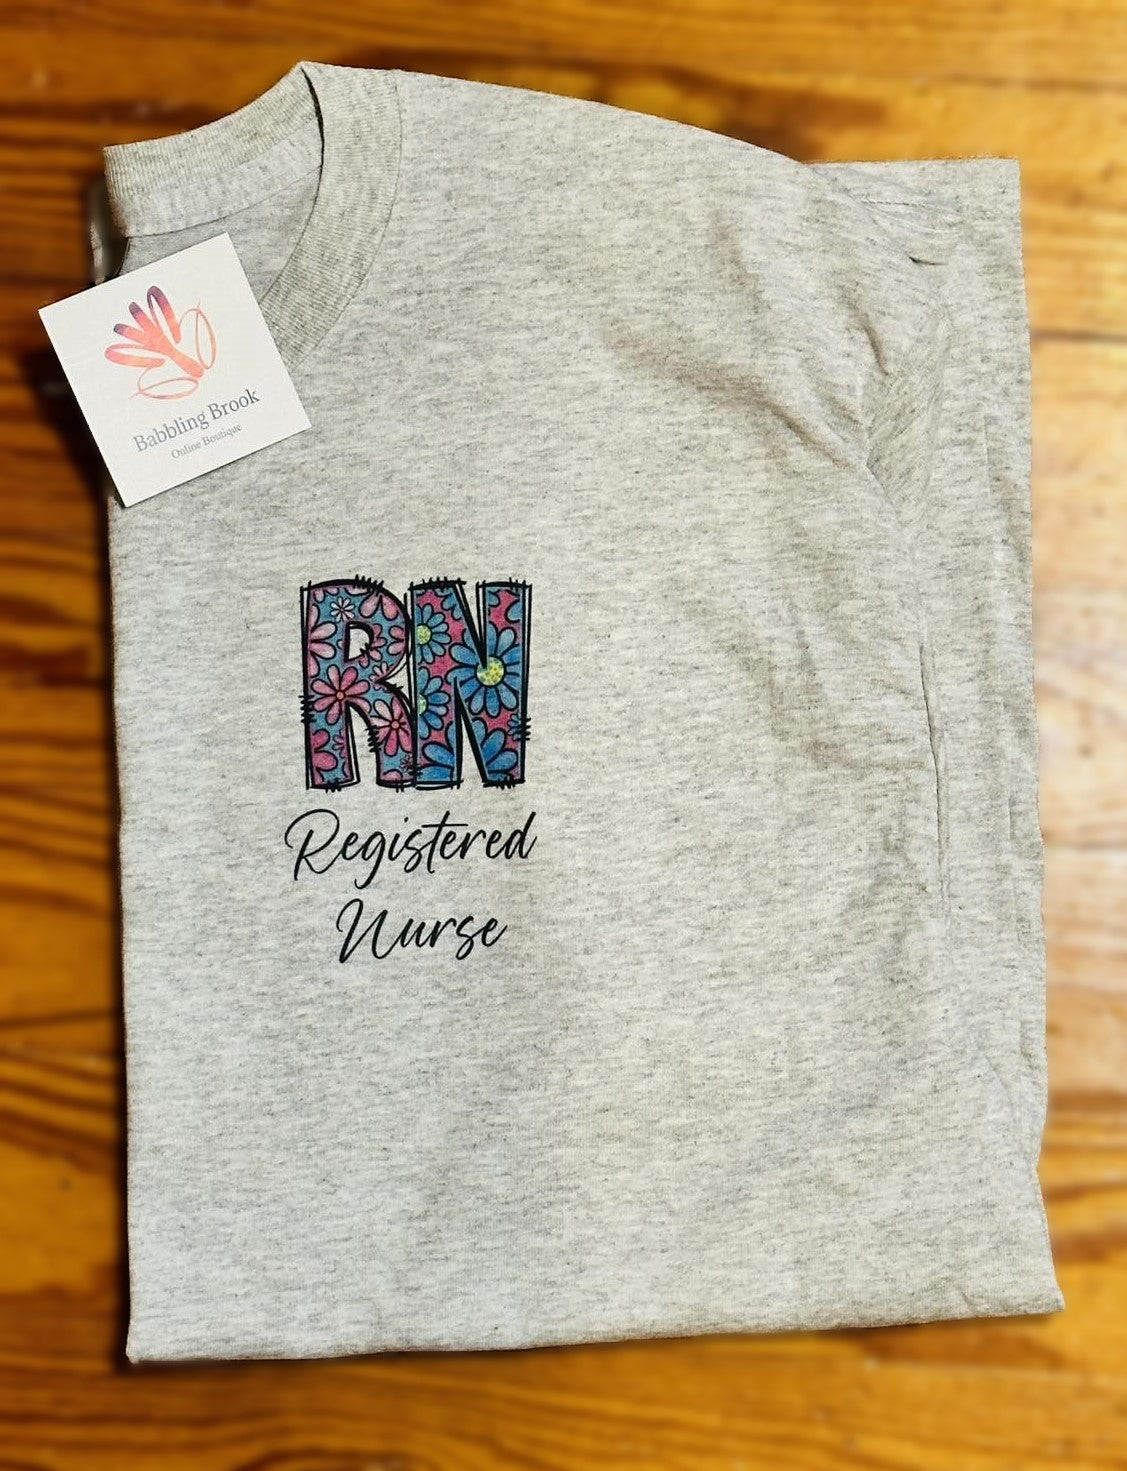 Babbling Brook
Online Boutique
RN
Registered
Nurse